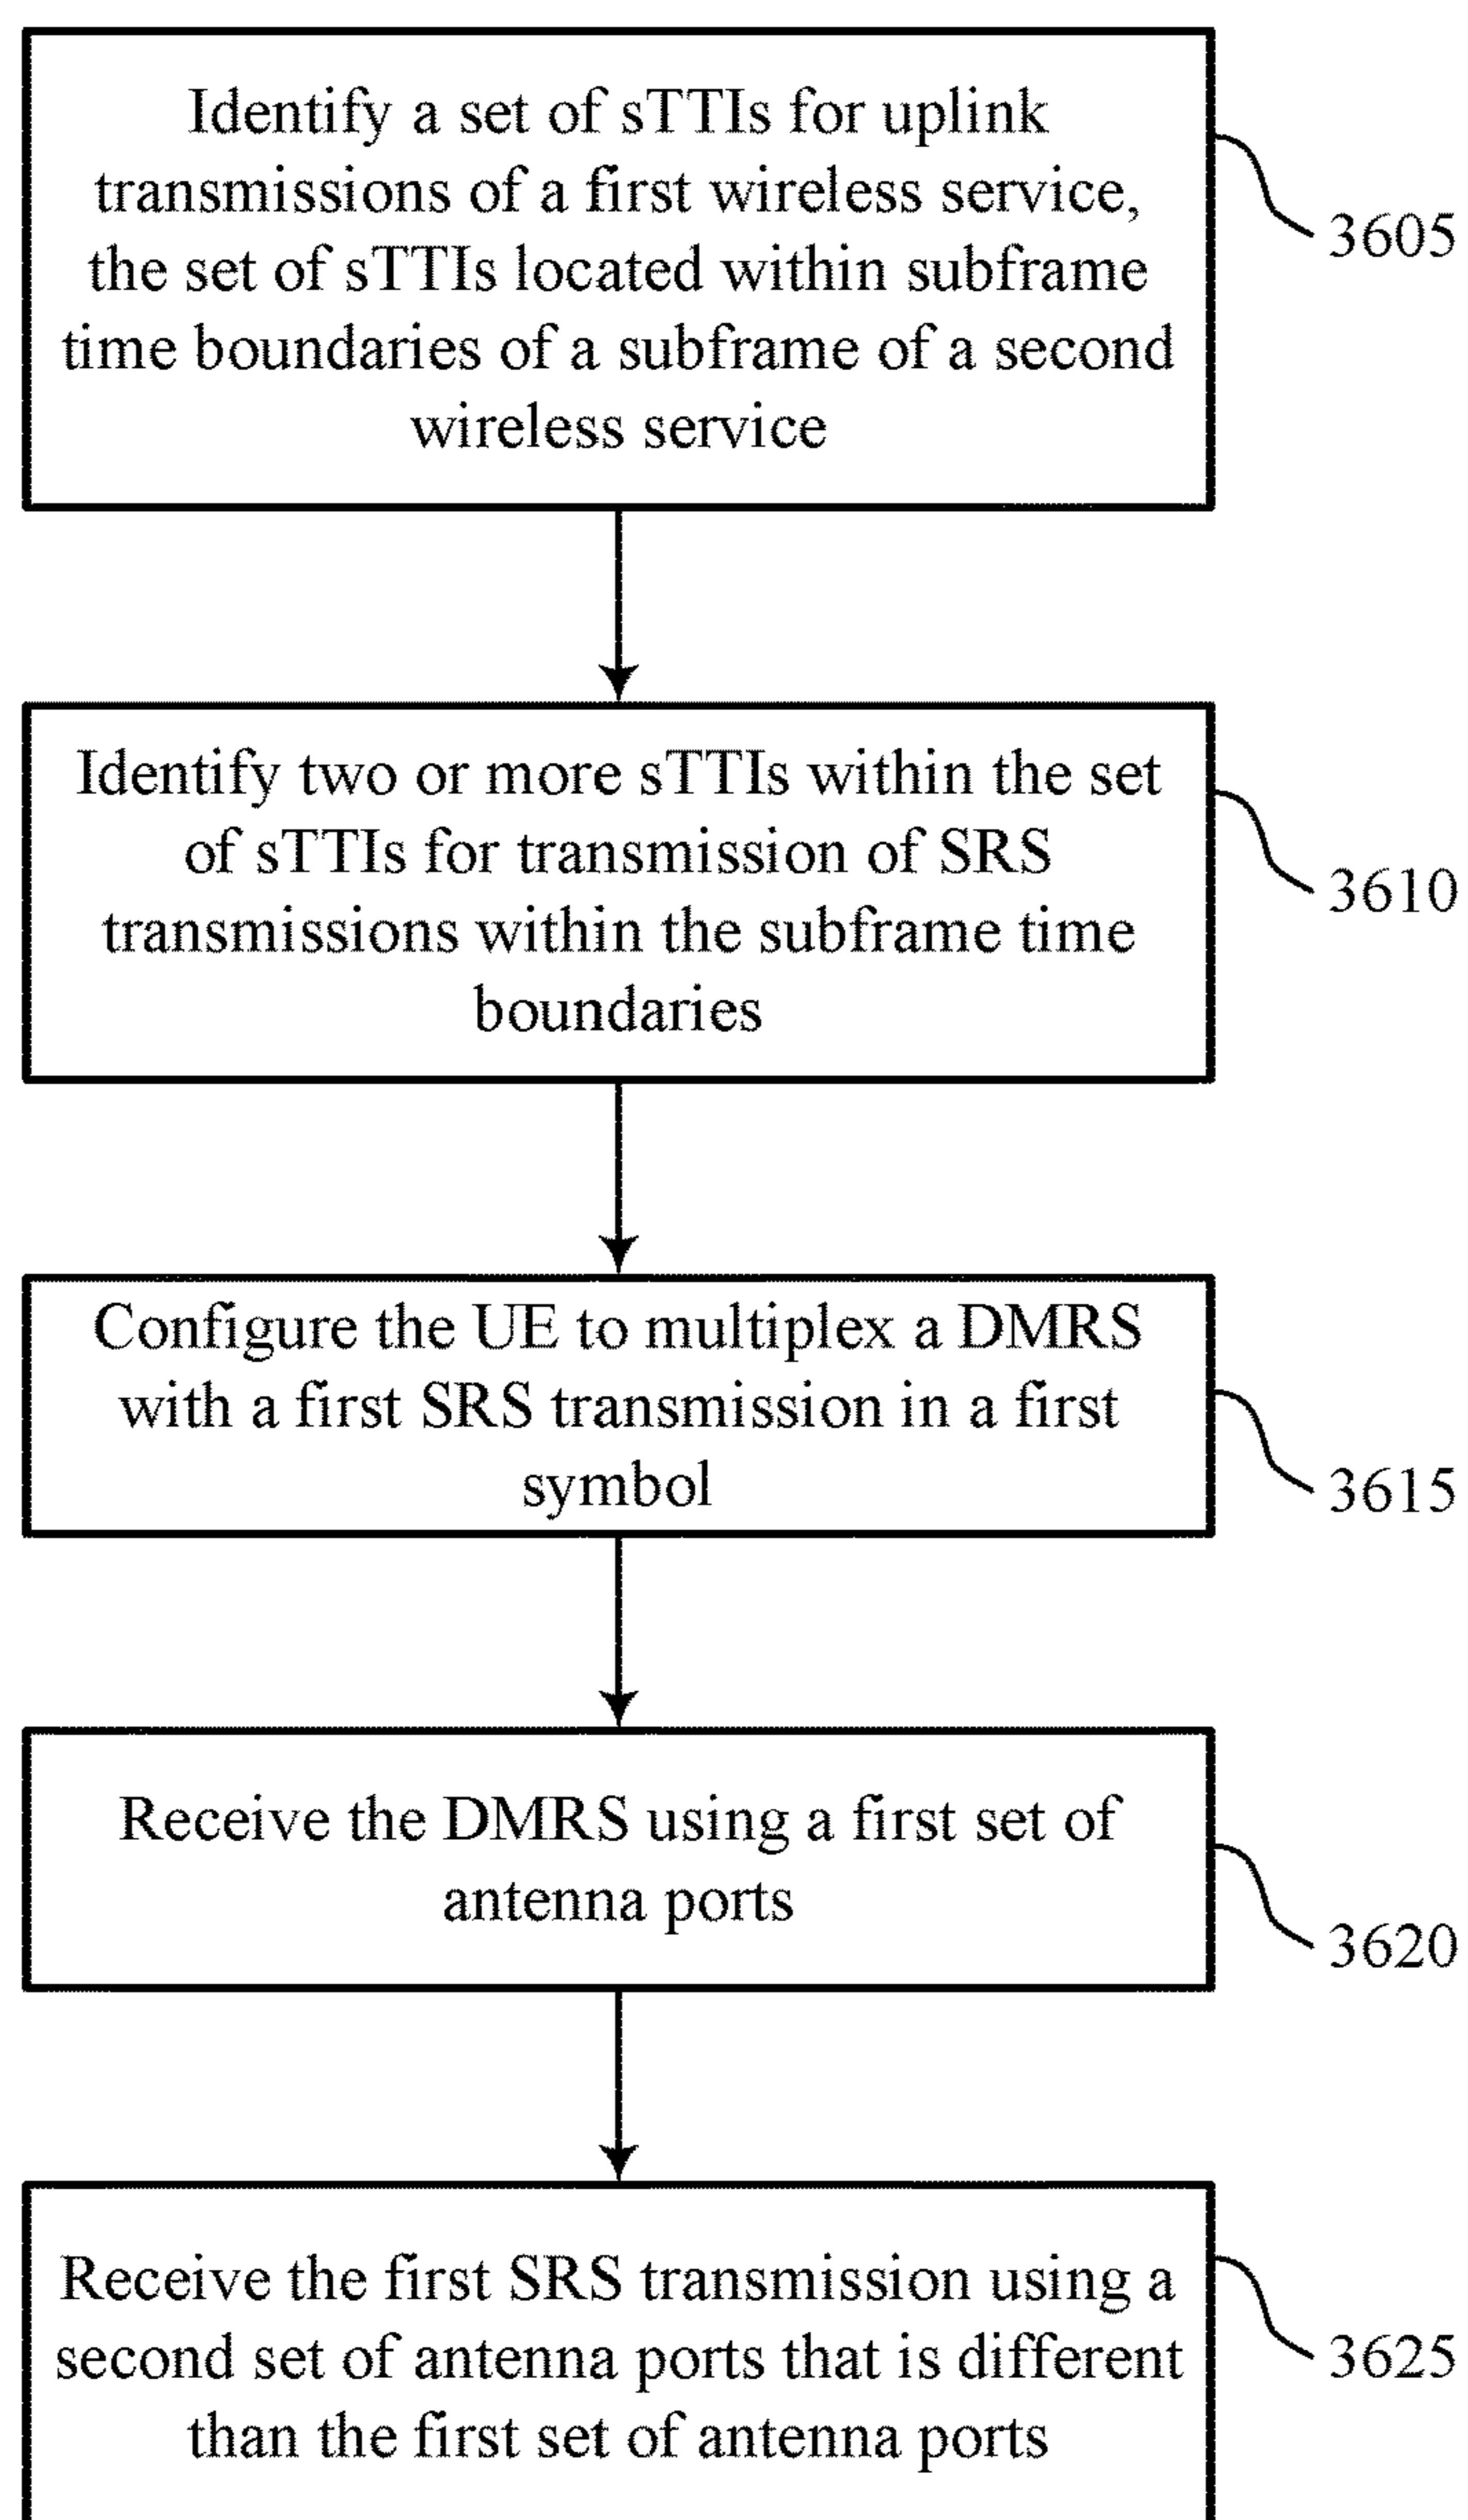 Identify a set of sTTIs for uplink
transmissions of a first wireless service,
the set of sTTIs located within subframe
time boundaries of a subframe of a second
wireless service
3605
Identify two or more sTTIs within the set
of sTTIs for transmission of SRS
transmissions within the subframe time
boundaries
3610
Configure the UE to multiplex a DMRS
with a first SRS transmission in a first
symbol
3615
Receive the DMRS using a first set of
antenna ports
3620
Receive the first SRS transmission using a
second set of antenna ports that is different
than the first set of antenna ports
3625